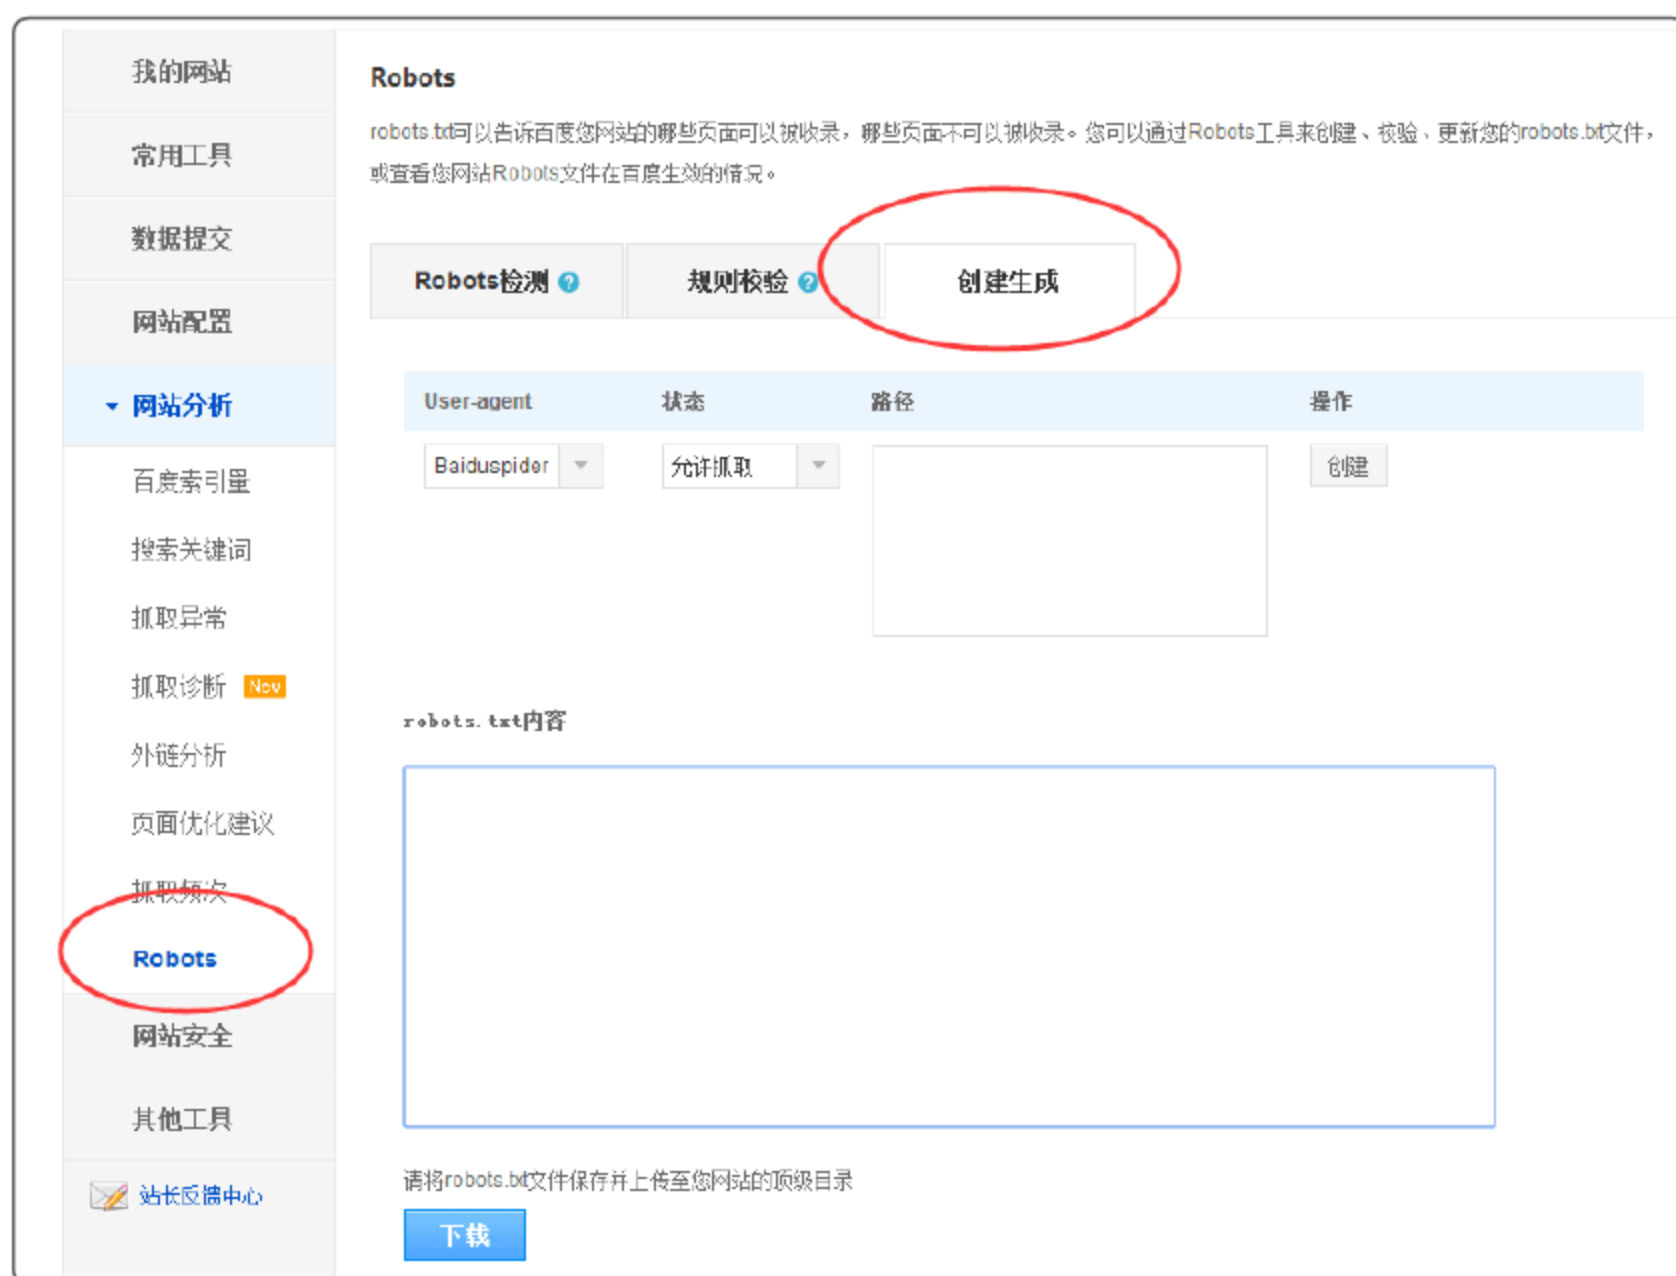 我的网站
常用工具
数据提交
网站配置
网站分析
百度索引量
搜索关键词
抓取异常
抓取诊断 New
外链分析
页面优化建议
抓取频次
Robots
网站安全
其他工具
站长反馈中心
Robots
robots.txt可以告诉百度您网站的哪些页面可以被收录，哪些页面不可以被收录。您可以通过Robots工具来创建、校验、更新您的robots.txt文件，
或查看您网站Robots文件在百度生效的情况。
Robots检测 ? 规则校验 ? 创建生成
User-agent 状态 路径 操作
Baiduspider 允许抓取 创建
robots.txt内容
请将robots.txt文件保存并上传至您网站的顶级目录
下载